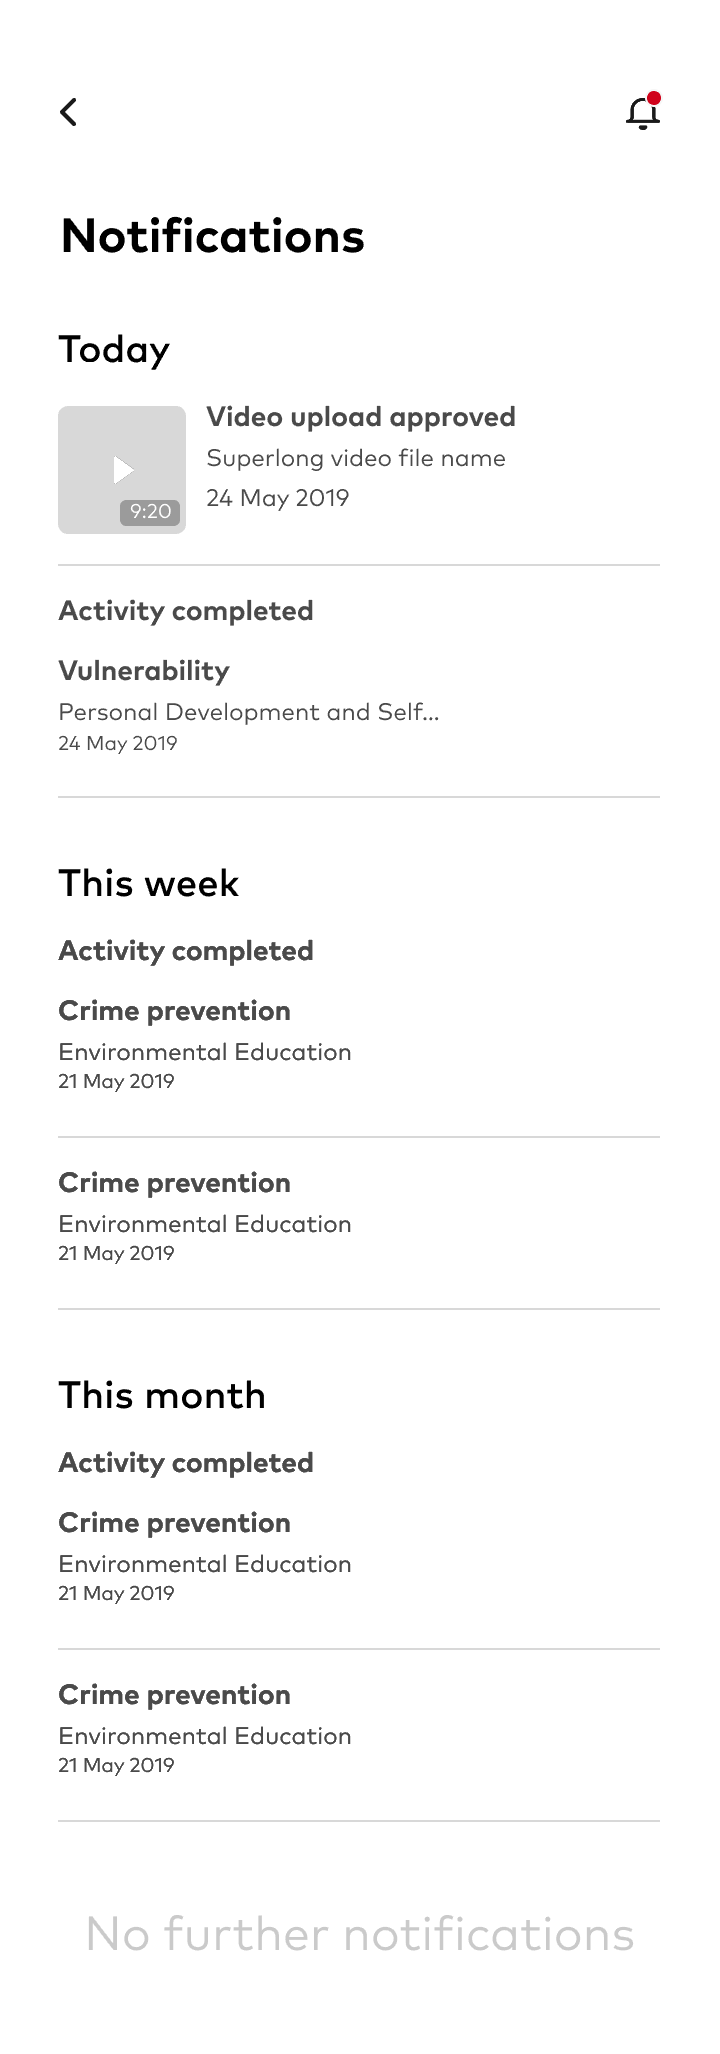 Notifications
Today
Video upload approved
Superlong video file name
24 May 2019
9:20
Activity completed
Vulnerability
Personal Development and Self...
24 May 2019
This week
Activity completed
Crime prevention
Environmental Education
21 May 2019
Crime prevention
Environmental Education
21 May 2019
This month
Activity completed
Crime prevention
Environmental Education
21 May 2019
Crime prevention
Environmental Education
21 May 2019
No further notifications